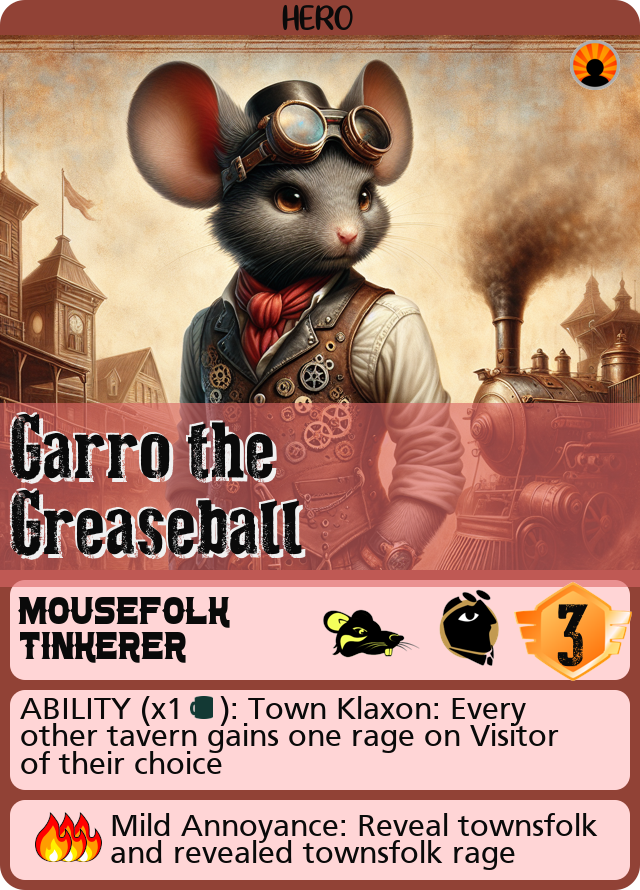 HERO
Garro the
Greaseball
MOUSEFOLK
TINKERER
3
ABILITY (x1 ): Town Klaxon: Every
other tavern gains one rage on Visitor
of their choice
Mild Annoyance: Reveal townsfolk
and revealed townsfolk rage